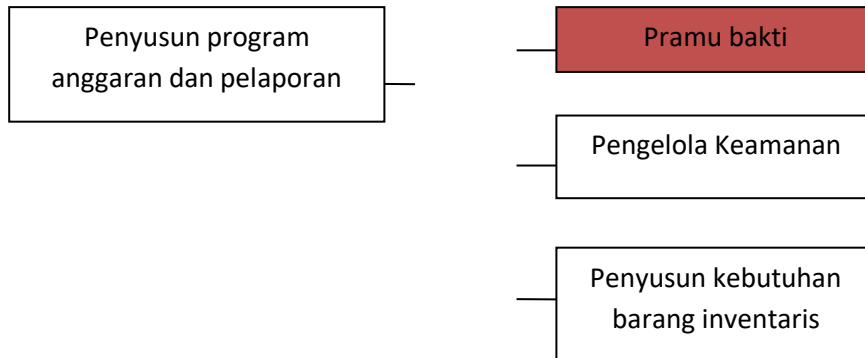 Penyusun program
anggaran dan pelaporan
Pramu bakti
Pengelola Keamanan
Penyusun kebutuhan
barang inventaris